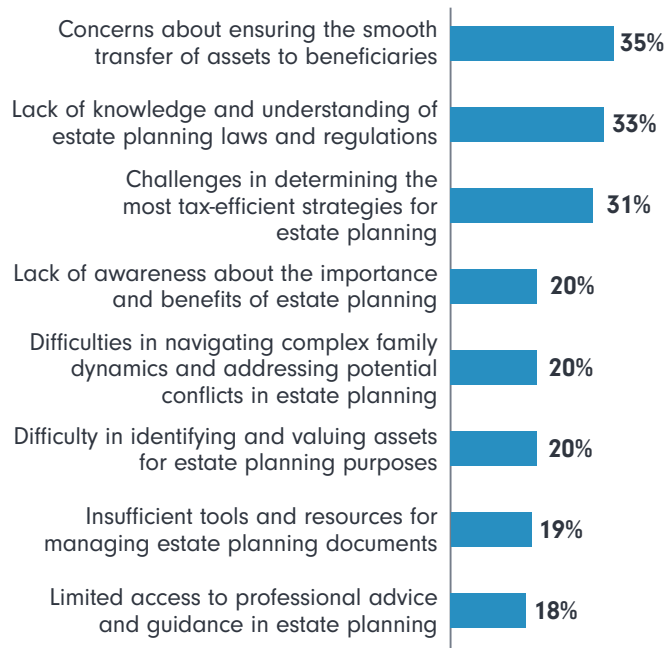 Concerns about ensuring the smooth
transfer of assets to beneficiaries
35%
Lack of knowledge and understanding of
estate planning laws and regulations
33%
Challenges in determining the
most tax-efficient strategies for
estate planning
31%
Lack of awareness about the importance
and benefits of estate planning
20%
Difficulties in navigating complex family
dynamics and addressing potential
conflicts in estate planning
20%
Difficulty in identifying and valuing assets
for estate planning purposes
20%
Insufficient tools and resources for
managing estate planning documents
19%
Limited access to professional advice
and guidance in estate planning
18%